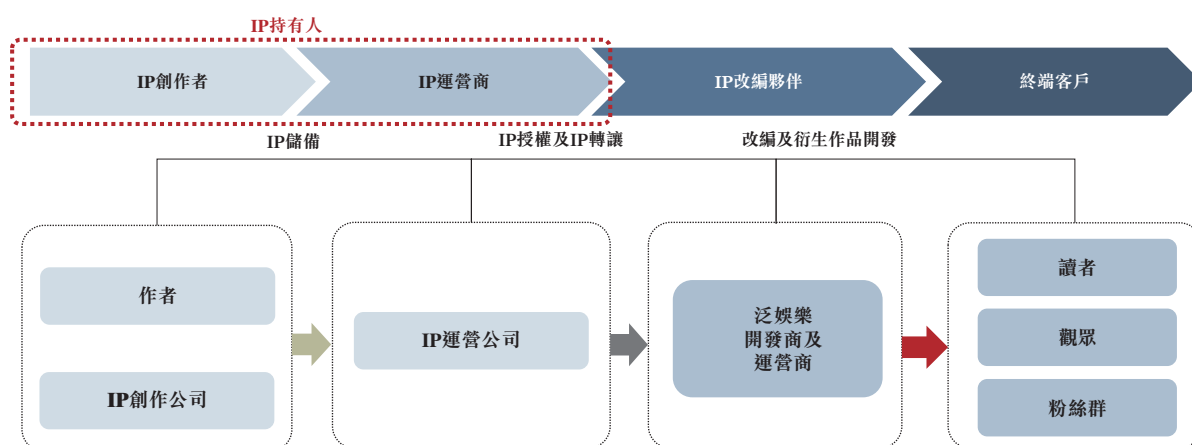 IP持有人
IP創作者
IP運營商
IP改編夥伴
終端客戶
IP儲備
IP授權及IP轉讓
改編及衍生作品開發
作者
IP創作公司
IP運營公司
泛娛樂
開發商及
運營商
讀者
觀眾
粉絲群